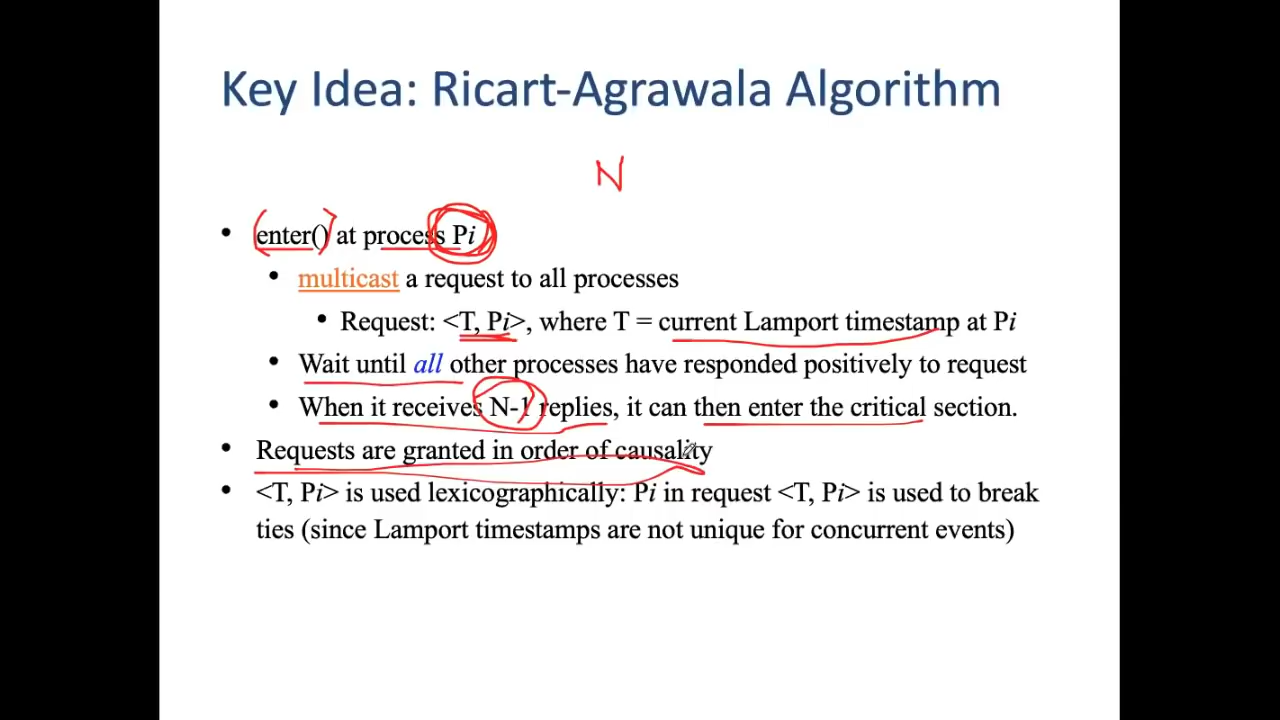 Key Idea: Ricart-Agrawala Algorithm
N
• enter() at process Pi
• multicast a request to all processes
• Request: <T, Pi>, where T = current Lamport timestamp at Pi
• Wait until all other processes have responded positively to request
• When it receives N-1 replies, it can then enter the critical section.
• Requests are granted in order of causality
• <T, Pi> is used lexicographically: Pi in request <T, Pi> is used to break
ties (since Lamport timestamps are not unique for concurrent events)